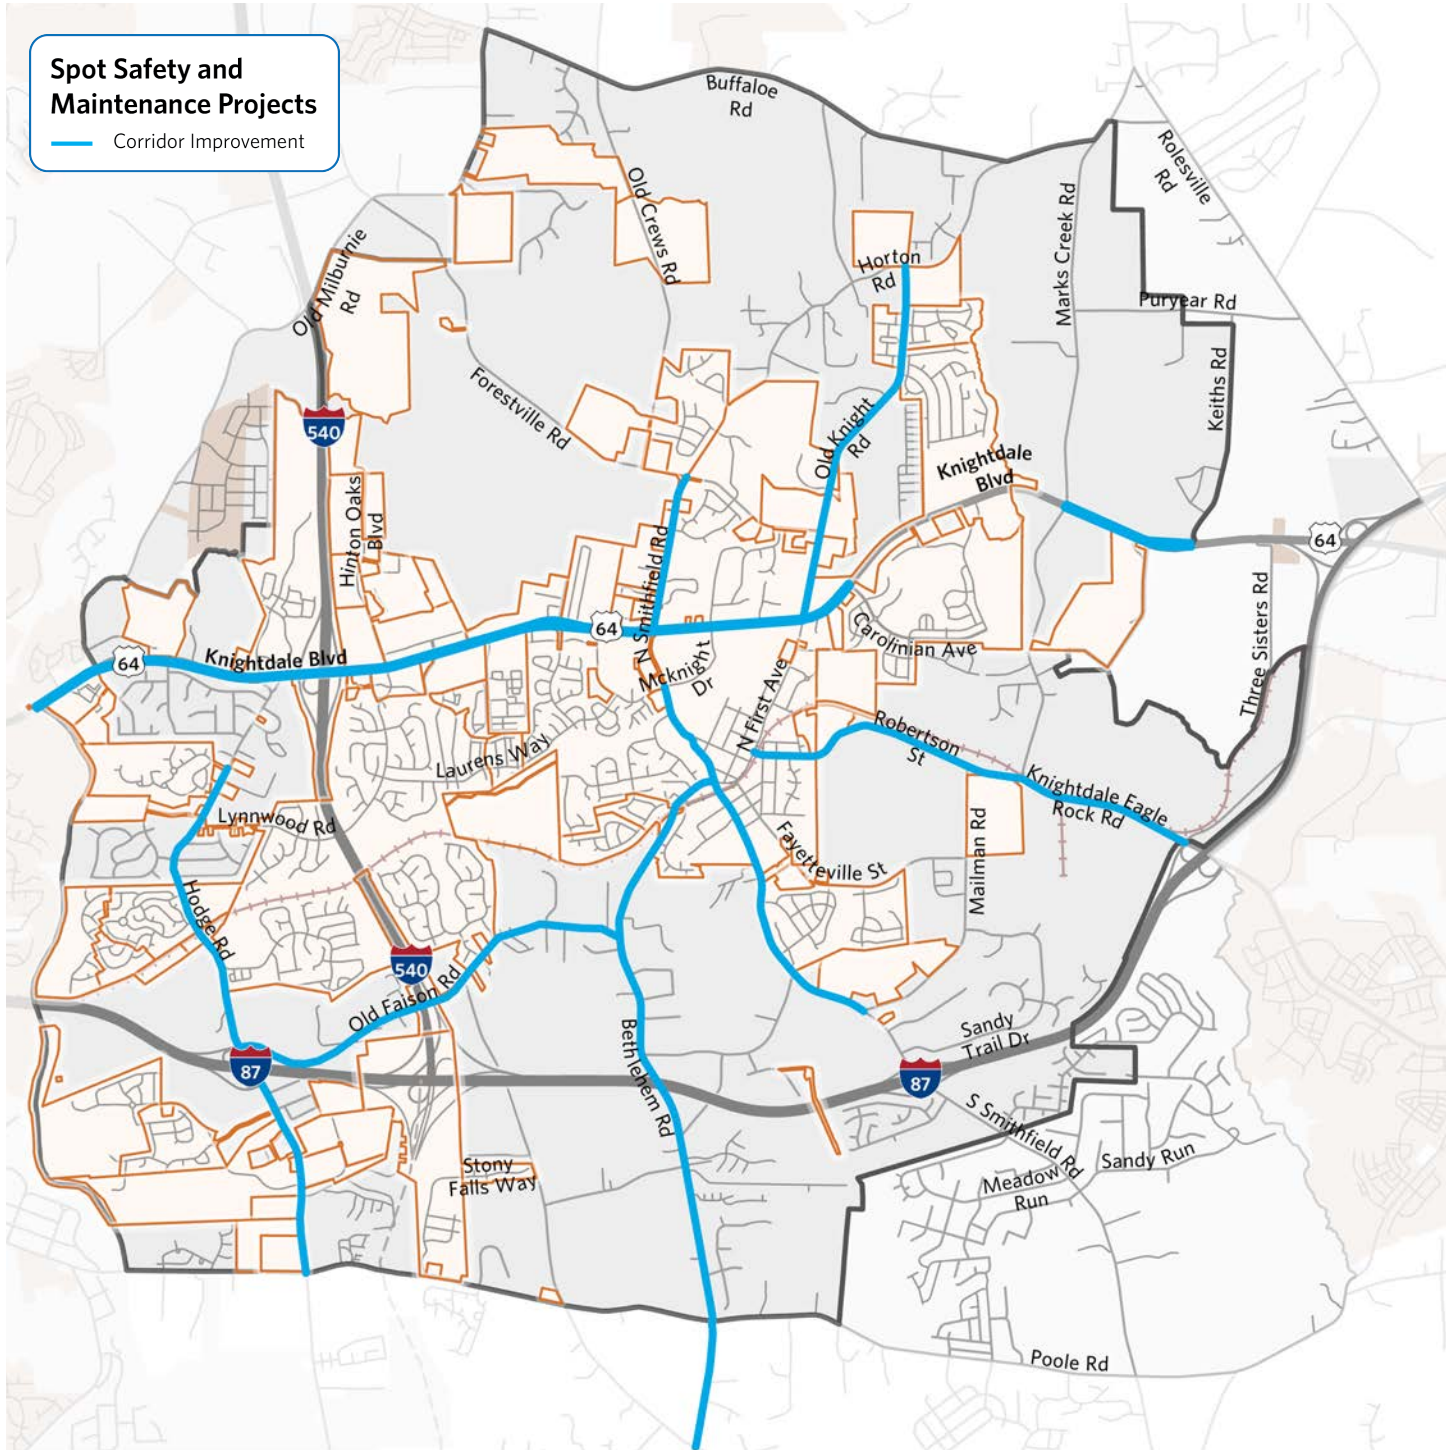 Spot Safety and
Maintenance Projects
Corridor Improvement
Buffaloe
Rd
Rolesville
Rd
Old Crews Rd
Marks Creek Rd
Old Milburnie
Rd
Horton
Rd
Puryear Rd
Keiths Rd
Forestville Rd
540
Old Knight
Rd
Knightdale
Blvd
Hinton Oaks
Blvd
N Smithfield Rd
64
64
64
Knightdale Blvd
Carolinian Ave
Mcknight
Dr
Three Sisters Rd
N First Ave
Robertson
St
Laurens Way
Knightdale Eagle
Rock Rd
Lynnwood Rd
Fayetteville St
Mailman Rd
Hodge Rd
540
Old Faison Rd
Bethlehem Rd
Sandy
Trail Dr
87
87
S Smithfield Rd
Stony
Falls Way
Sandy Run
Meadow
Run
Poole Rd